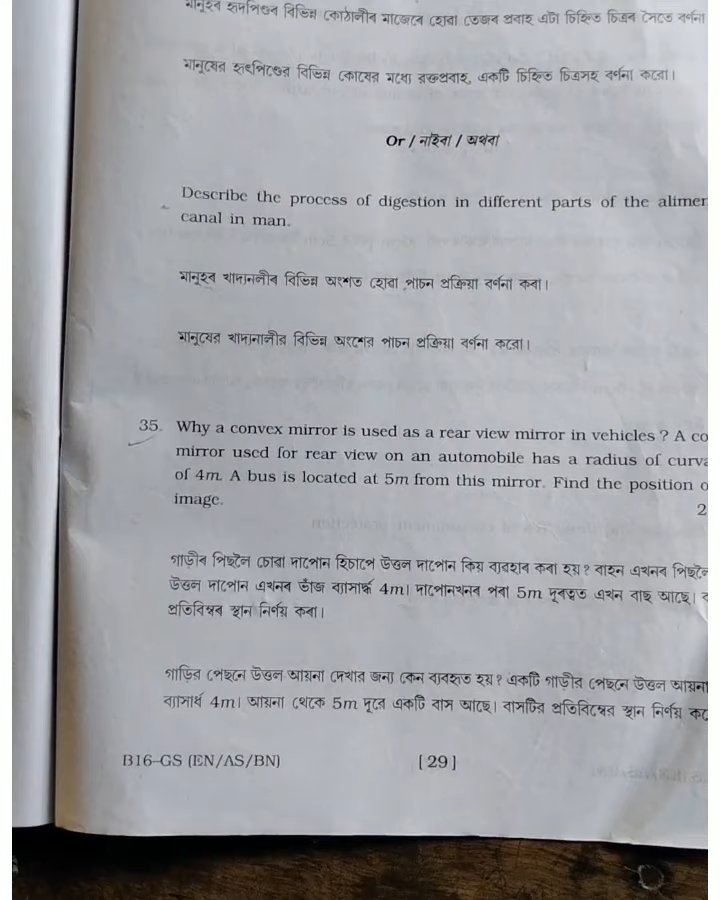 মানুহৰ হৃদপিণ্ডৰ বিভিন্ন কোঠালীৰ মাজেৰে হোৱা তেজৰ প্ৰবাহ এটা চিহ্নিত চিত্ৰৰ সৈতে বৰ্ণনা
মানুষের হৃৎপিণ্ডের বিভিন্ন কোষের মধ্যে রক্তপ্রবাহ, একটি চিহ্নিত চিত্রসহ বর্ণনা করো।
Or / নাইবা / অথবা
Describe the process of digestion in different parts of the alimen
canal in man.
মানুহৰ খাদ্যনলীৰ বিভিন্ন অংশত হোৱা পাচন প্ৰক্ৰিয়া বৰ্ণনা কৰা।
মানুষের খাদ্যনালীর বিভিন্ন অংশের পাচন প্রক্রিয়া বর্ণনা করো।
35. Why a convex mirror is used as a rear view mirror in vehicles ? A co
mirror used for rear view on an automobile has a radius of curva
of 4m. A bus is located at 5m from this mirror. Find the position o
image. 2
গাড়ীৰ পিছলৈ চোৱা দাপোন হিচাপে উত্তল দাপোন কিয় ব্যৱহাৰ কৰা হয় ? বাহন এখনৰ পিছলৈ
উত্তল দাপোন এখনৰ ভাঁজ ব্যাসাৰ্দ্ধ 4m। দাপোনখনৰ পৰা 5m দূৰত্বত এখন বাছ আছে। ব
প্ৰতিবিম্বৰ স্থান নিৰ্ণয় কৰা।
গাড়ির পেছনে উত্তল আয়না দেখার জন্য কেন ব্যবহৃত হয় ? একটি গাড়ীর পেছনে উত্তল আয়না
ব্যাসার্ধ 4m। আয়না থেকে 5m দূরে একটি বাস আছে। বাসটির প্রতিবিম্বের স্থান নির্ণয় কৰ
B16–GS (EN/AS/BN) [ 29 ]